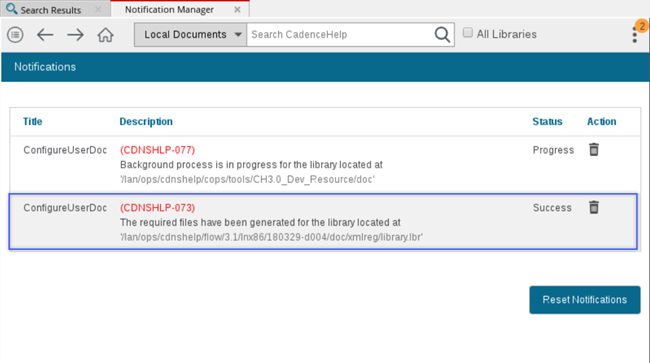 Search Results
Notification Manager
Local Documents
Search CadenceHelp
All Libraries
2
Notifications
Title Description Status Action
ConfigureUserDoc (CDNSHLP-077) Progress
Background process is in progress for the library located at
'/lan/ops/cdnshelp/cops/tools/CH3.0_Dev_Resource/doc'
ConfigureUserDoc (CDNSHLP-073) Success
The required files have been generated for the library located at
'/lan/ops/cdnshelp/flow/3.1/lnx86/180329-d004/doc/xmlreg/library.lbr'
Reset Notifications